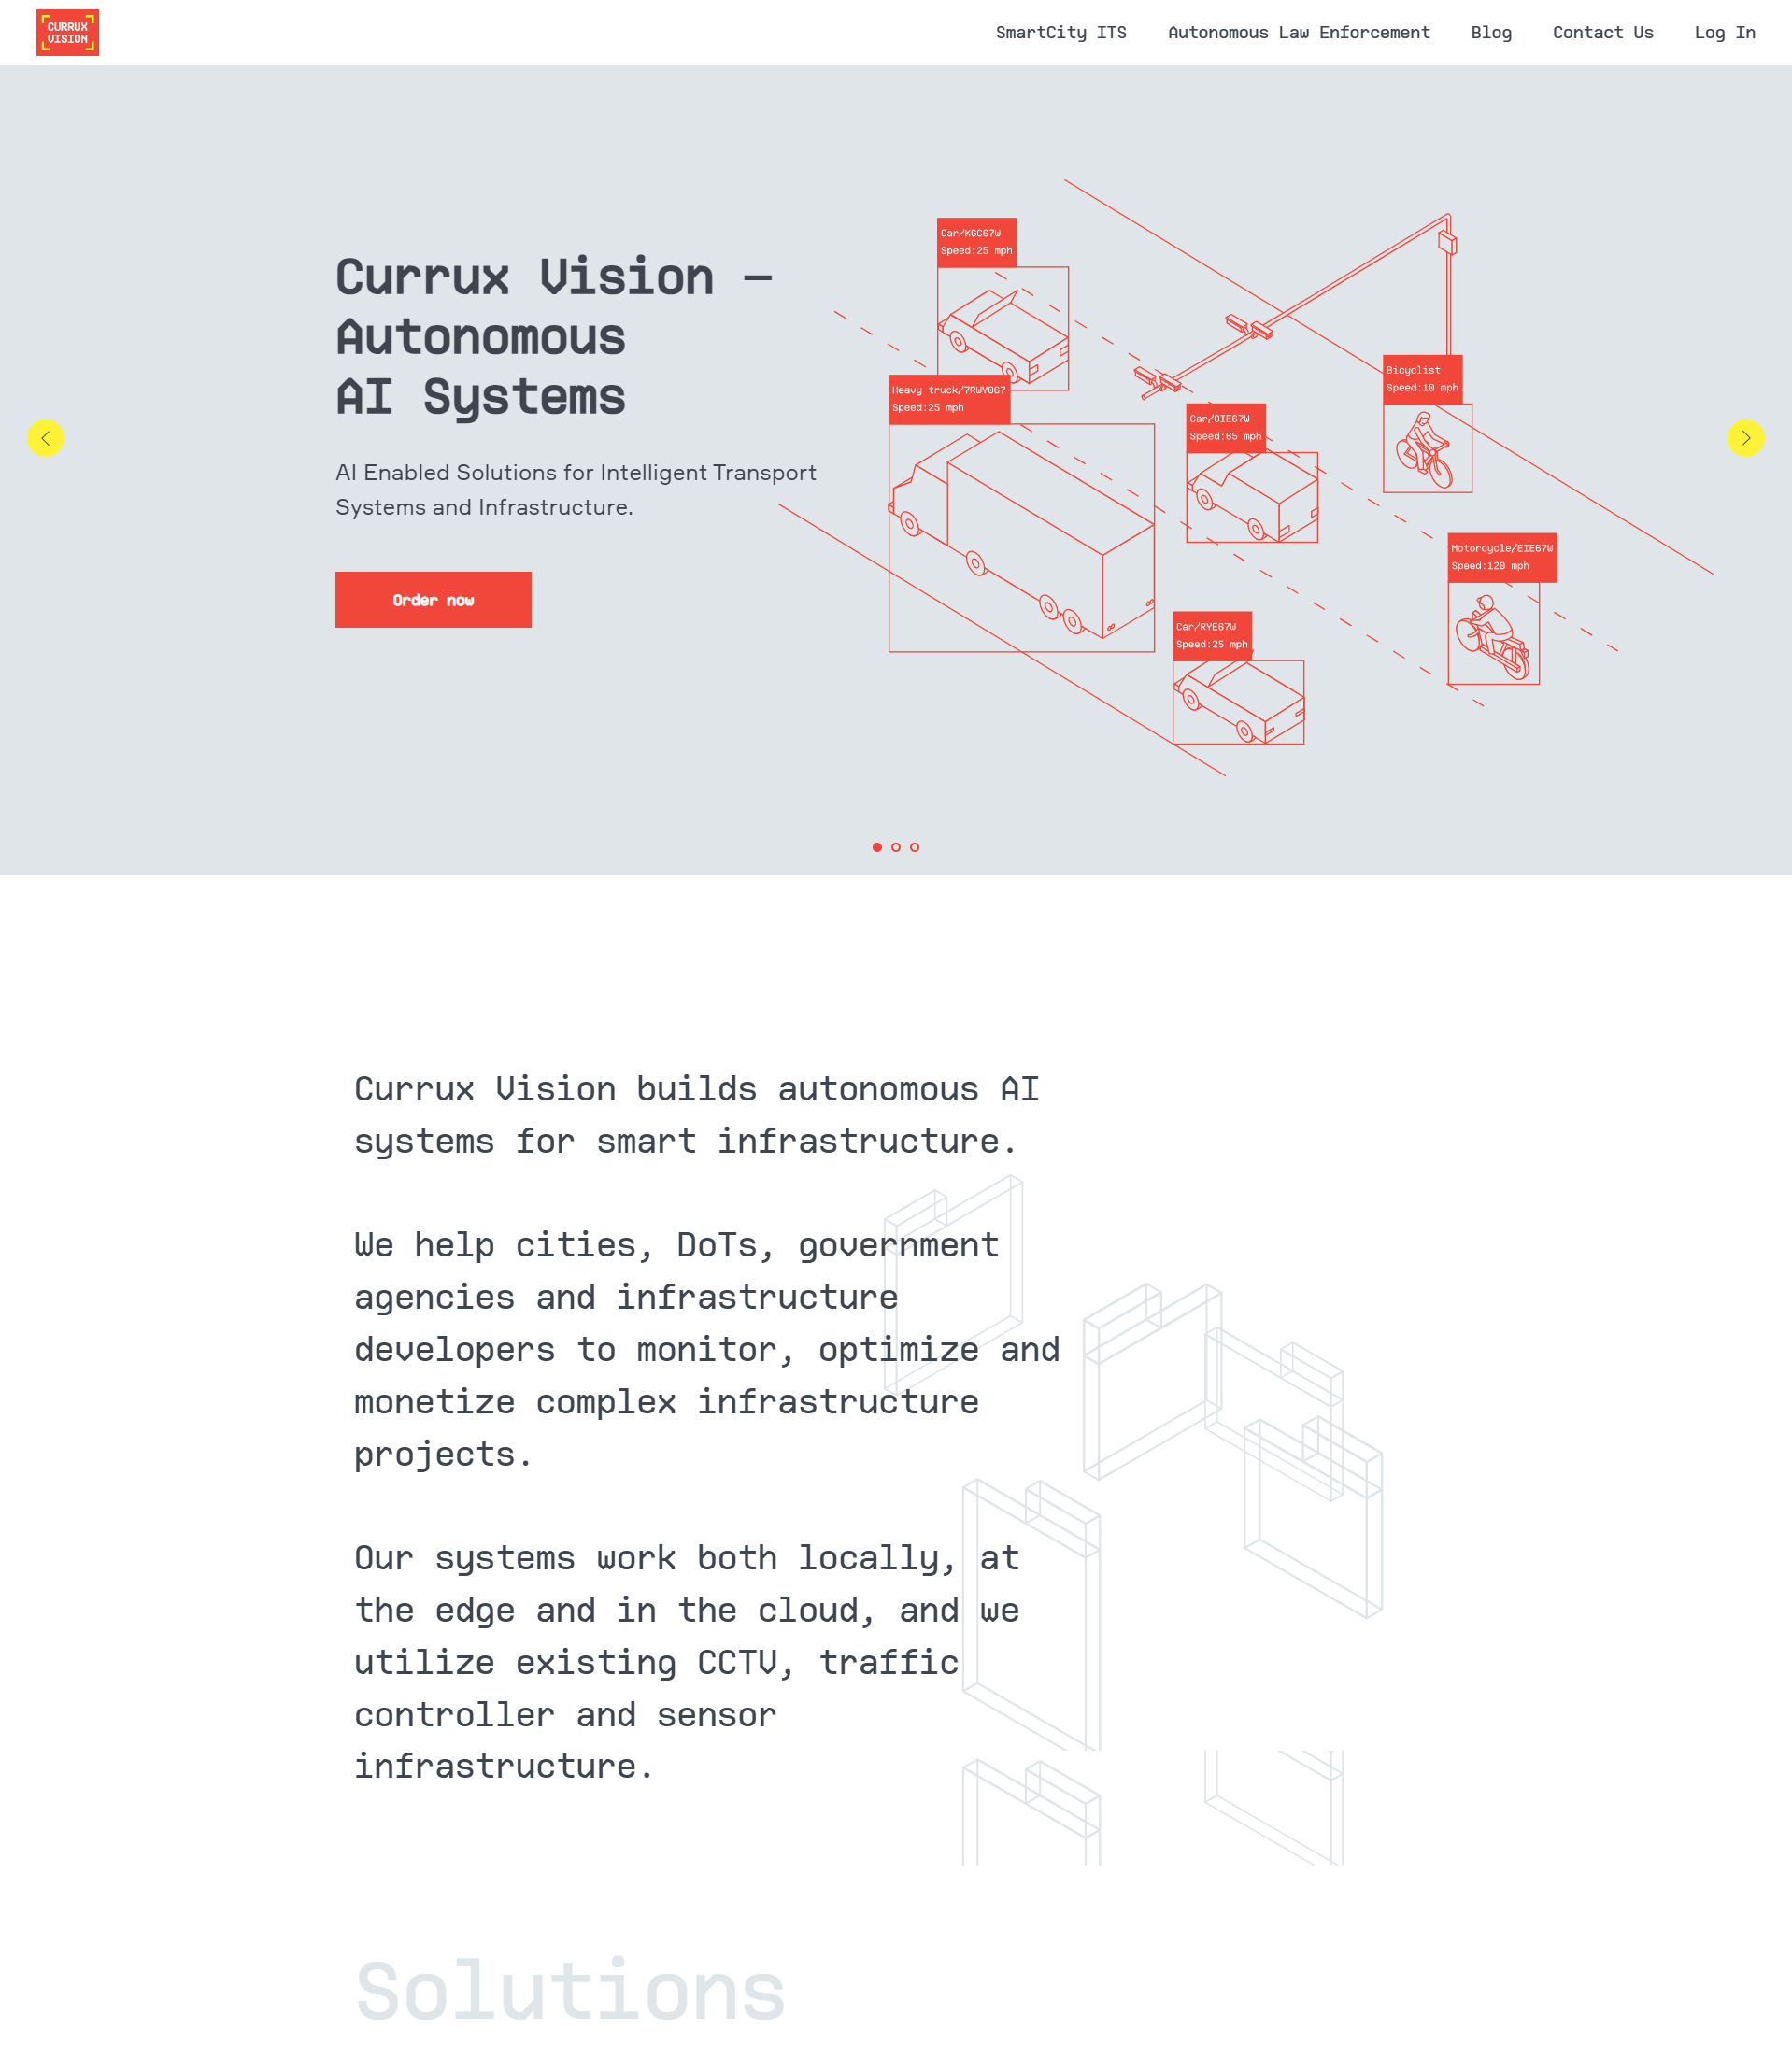 CURRUX
VISION
SmartCity ITS
Autonomous Law Enforcement
Blog
Contact Us
Log In
Currux Vision –
Autonomous
AI Systems
AI Enabled Solutions for Intelligent Transport
Systems and Infrastructure.
Order now
Car/KGC67W
Speed:25 mph
Heavy truck/7RWY067
Speed:25 mph
Car/OIE67W
Speed:65 mph
Bicyclist
Speed:10 mph
Motorcycle/EIE67W
Speed:120 mph
Car/RYE67W
Speed:25 mph
Currux Vision builds autonomous AI
systems for smart infrastructure.
We help cities, DoTs, government
agencies and infrastructure
developers to monitor, optimize and
monetize complex infrastructure
projects.
Our systems work both locally, at
the edge and in the cloud, and we
utilize existing CCTV, traffic
controller and sensor
infrastructure.
Solutions